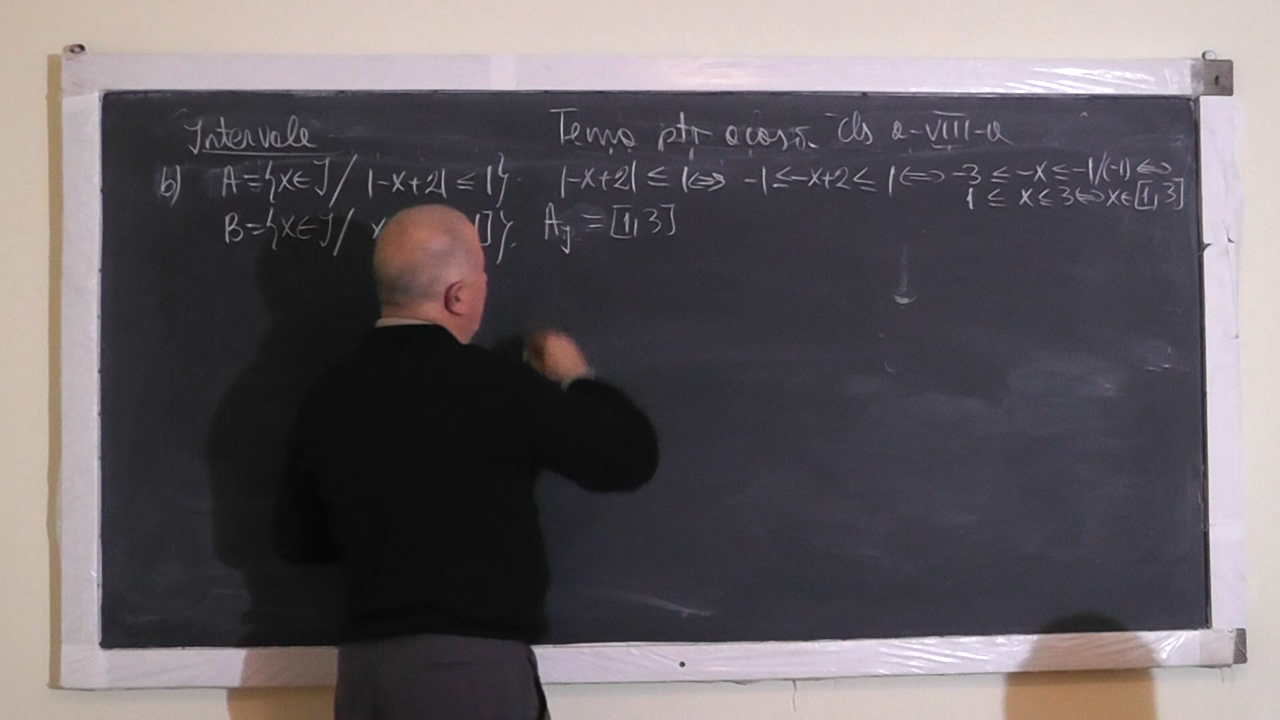 Intervale
Temă ptr acasă cls a-VIII-a
b) A={x∈J/ |-x+2| ≤ 1}. |-x+2| ≤ 1 ⇔ -1 ≤ -x+2 ≤ 1 ⇔ -3 ≤ -x ≤ -1/(-1) ⇔
1 ≤ x ≤ 3 ⇔ x∈[1,3]
B={x∈J/ x ]}. A_J = [1,3]